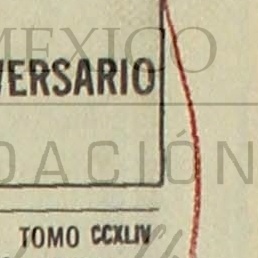 MEXICO
VERSARIO
DACIÓN
TOMO CCXLIV